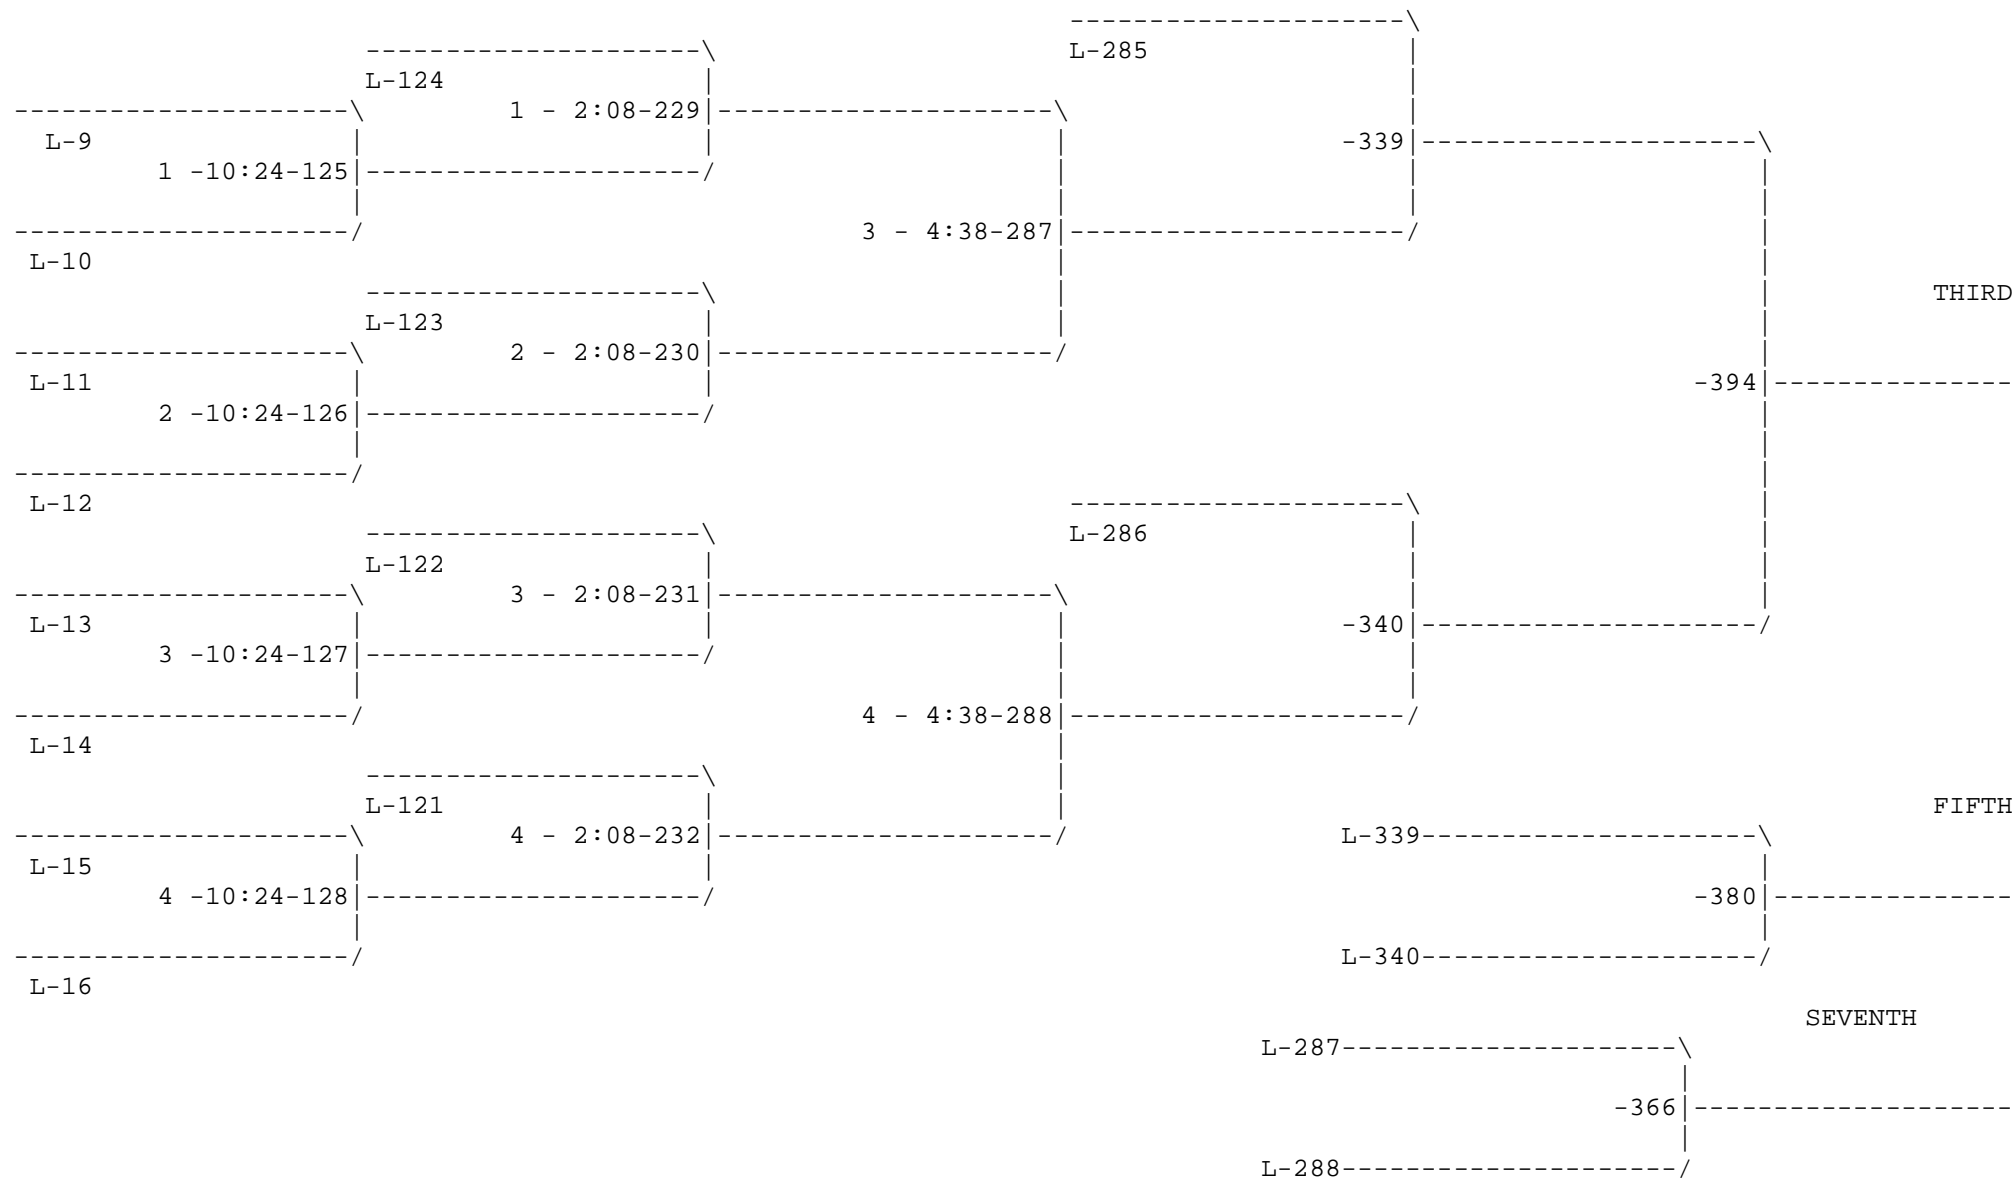 ---------------------\
---------------------\ L-285 |
L-124 | |
---------------------\ 1 - 2:08-229|---------------------\ |
L-9 | | | -339|---------------------\
1 -10:24-125|---------------------/ | | |
| | | |
---------------------/ 3 - 4:38-287|---------------------/ |
L-10 | |
---------------------\ | | THIRD
L-123 | | |
---------------------\ 2 - 2:08-230|---------------------/ |
L-11 | | -394|---------------
2 -10:24-126|---------------------/ |
| |
---------------------/ |
L-12 ---------------------\ |
---------------------\ L-286 | |
L-122 | | |
---------------------\ 3 - 2:08-231|---------------------\ | |
L-13 | | | -340|---------------------/
3 -10:24-127|---------------------/ | |
| | |
---------------------/ 4 - 4:38-288|---------------------/
L-14 |
---------------------\ |
L-121 | | FIFTH
---------------------\ 4 - 2:08-232|---------------------/ L-339---------------------\
L-15 | | |
4 -10:24-128|---------------------/ -380|---------------
| |
---------------------/ L-340---------------------/
L-16
SEVENTH
L-287---------------------\
|
-366|--------------------
|
L-288---------------------/